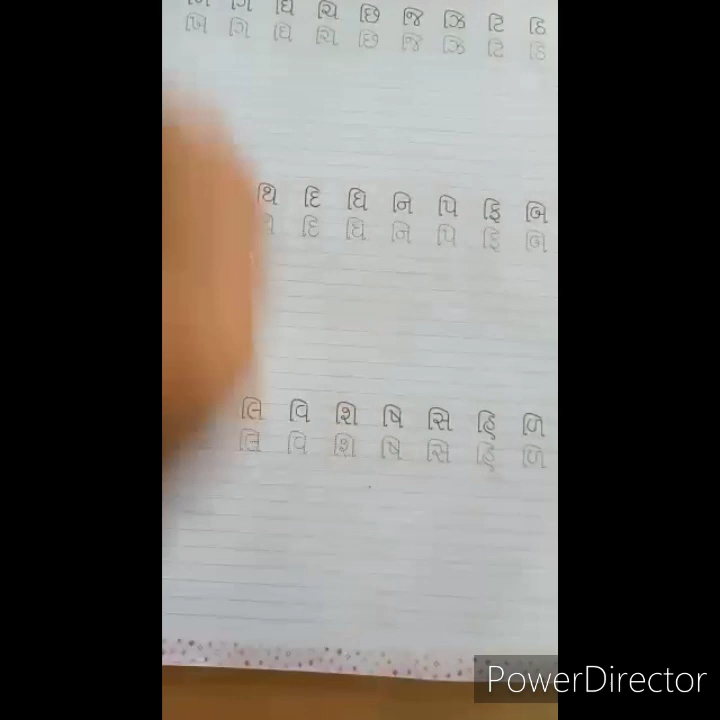 ગિ ઘિ ચિ છિ જિ ઝિ ટિ ઠિ
ખિ ગિ ઘિ ચિ છિ જિ ઝિ ટિ ઠિ
થિ દિ ધિ નિ પિ ફિ બિ
દિ ધિ નિ પિ ફિ બિ
લિ વિ શિ ષિ સિ હિ ળિ
લિ વિ શિ ષિ સિ હિ ળિ
PowerDirector